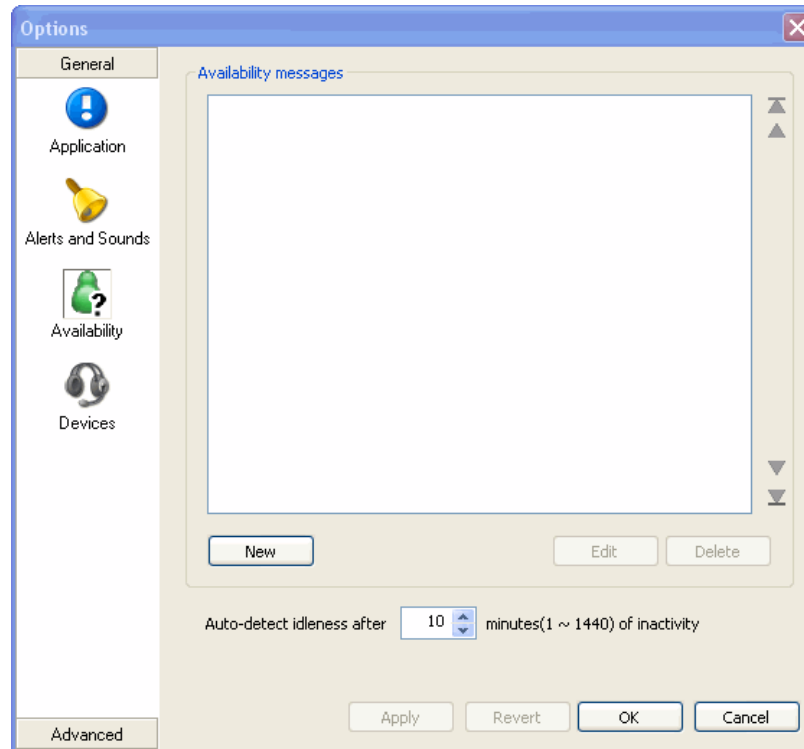 Options
General
Application
Alerts and Sounds
Availability
Devices
Advanced
Availability messages
New
Edit
Delete
Auto-detect idleness after 10 minutes(1 ~ 1440) of inactivity
Apply
Revert
OK
Cancel